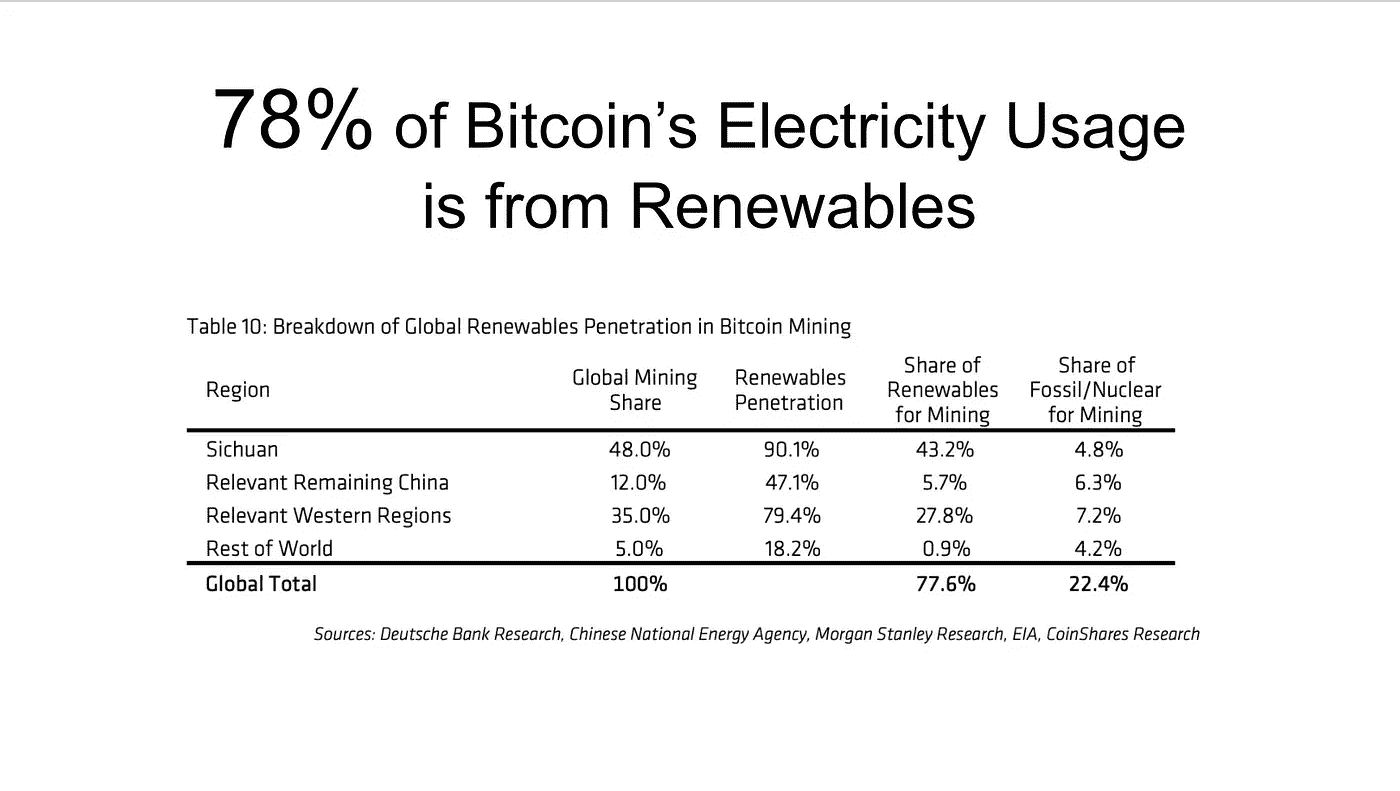 78% of Bitcoin’s Electricity Usage
is from Renewables
Table 10: Breakdown of Global Renewables Penetration in Bitcoin Mining
Region Global Mining Share Renewables Penetration Share of Renewables for Mining Share of Fossil/Nuclear for Mining
Sichuan 48.0% 90.1% 43.2% 4.8%
Relevant Remaining China 12.0% 47.1% 5.7% 6.3%
Relevant Western Regions 35.0% 79.4% 27.8% 7.2%
Rest of World 5.0% 18.2% 0.9% 4.2%
Global Total 100% 77.6% 22.4%
Sources: Deutsche Bank Research, Chinese National Energy Agency, Morgan Stanley Research, EIA, CoinShares Research